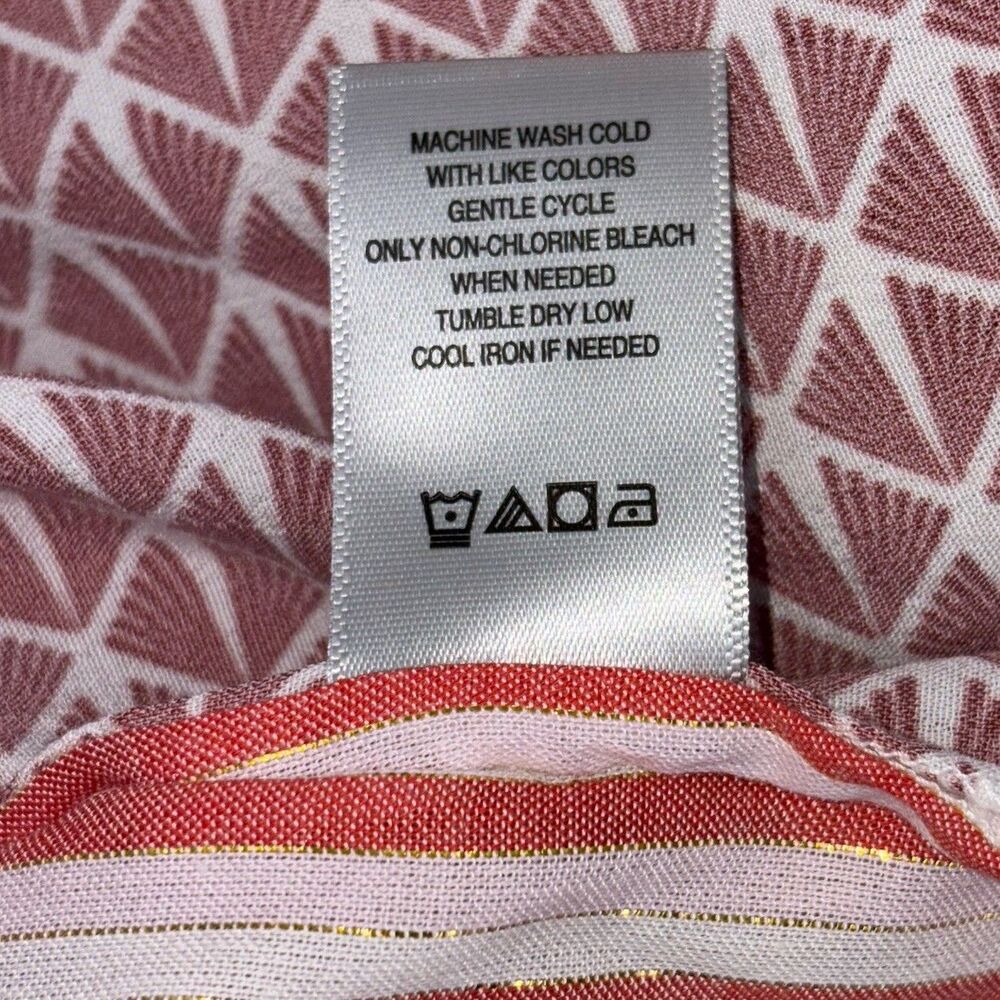 MACHINE WASH COLD
WITH LIKE COLORS
GENTLE CYCLE
ONLY NON-CHLORINE BLEACH
WHEN NEEDED
TUMBLE DRY LOW
COOL IRON IF NEEDED